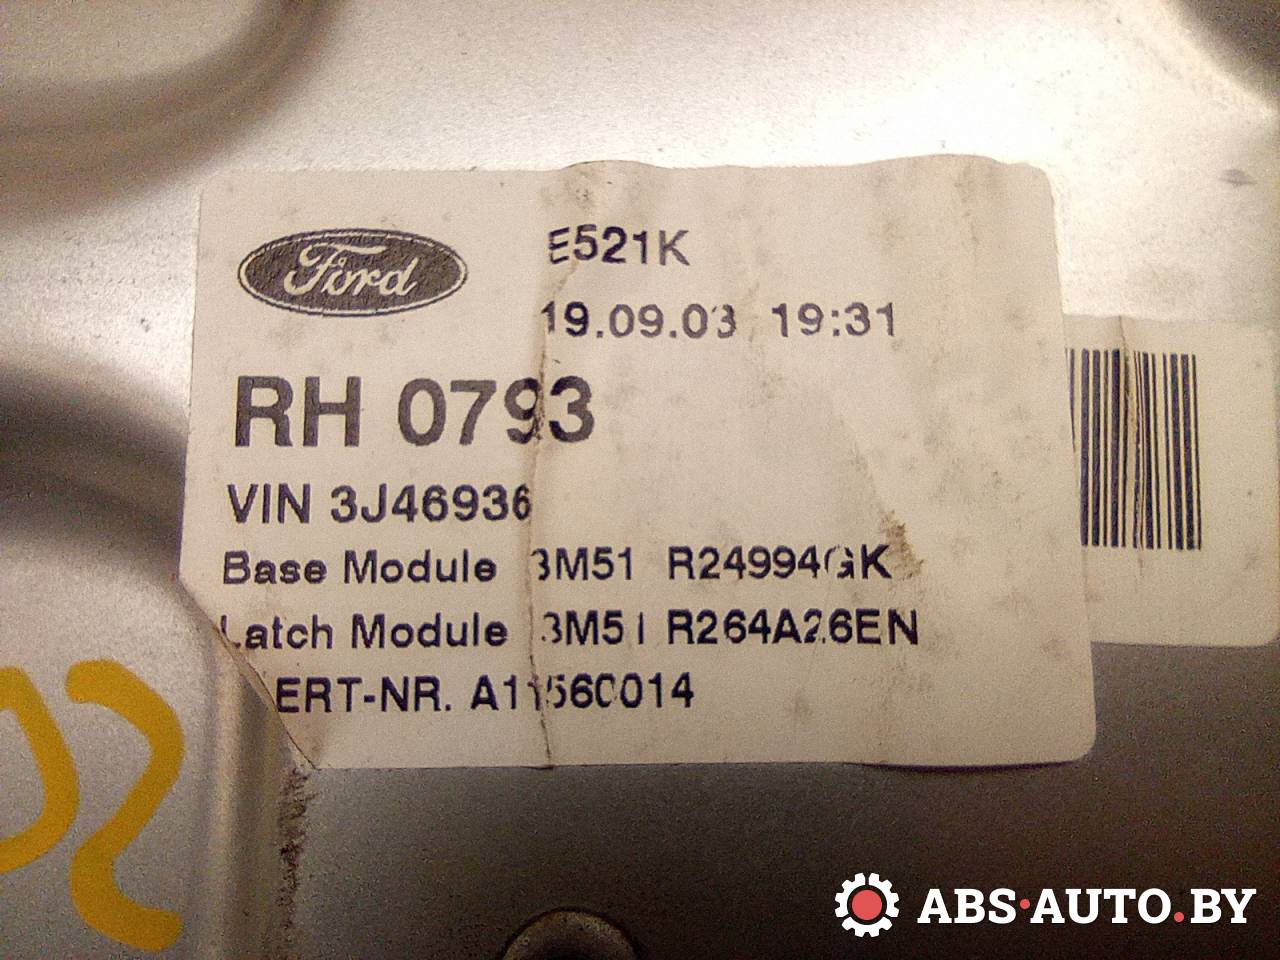 Ford
E521K
19.09.03 19:31
RH 0793
VIN 3J46936
Base Module 3M51 R24994GK
Latch Module 3M51 R264A26EN
ERT-NR. A11560014
02
ABS·AUTO.BY